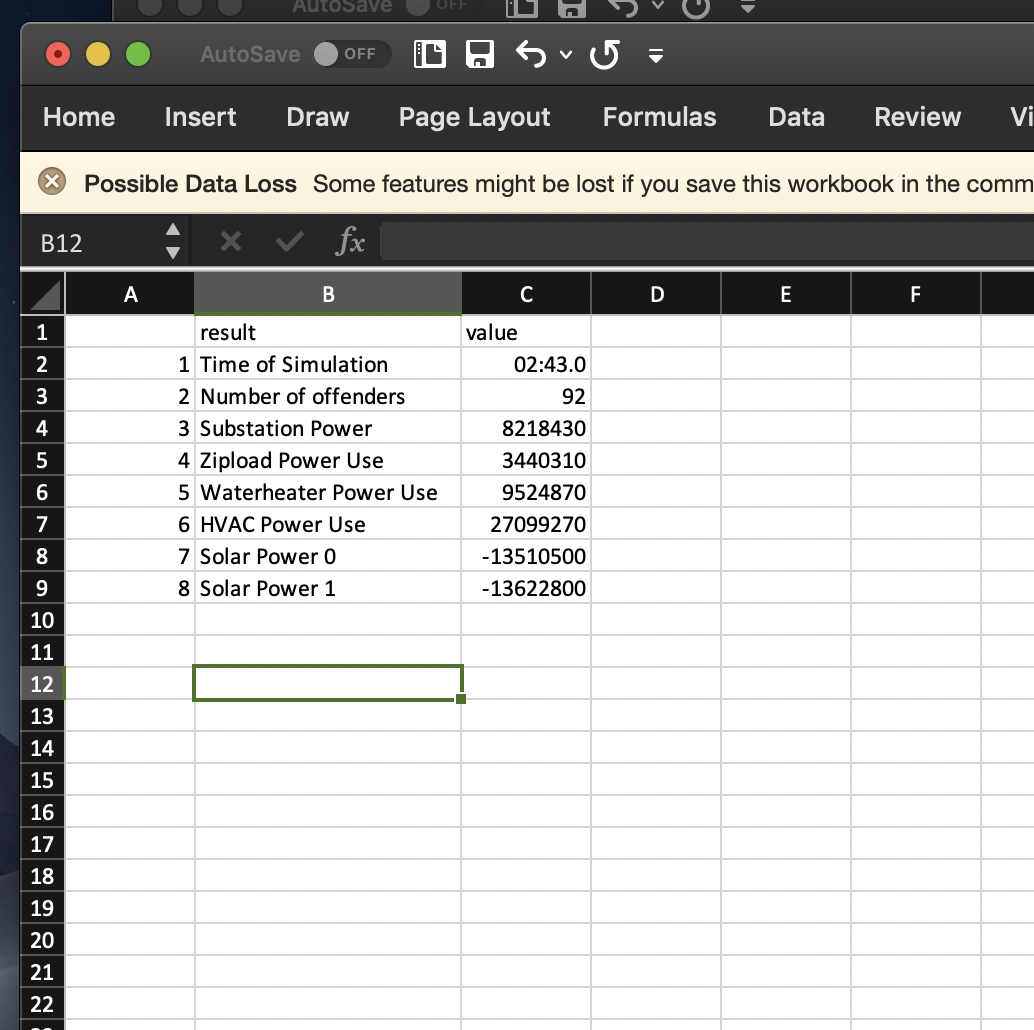 AutoSave OFF
AutoSave OFF
Home Insert Draw Page Layout Formulas Data Review
Possible Data Loss Some features might be lost if you save this workbook in the
B12 fx
A B C D E F
1 result value
2 1 Time of Simulation 02:43.0
3 2 Number of offenders 92
4 3 Substation Power 8218430
5 4 Zipload Power Use 3440310
6 5 Waterheater Power Use 9524870
7 6 HVAC Power Use 27099270
8 7 Solar Power 0 -13510500
9 8 Solar Power 1 -13622800
10
11
12
13
14
15
16
17
18
19
20
21
22